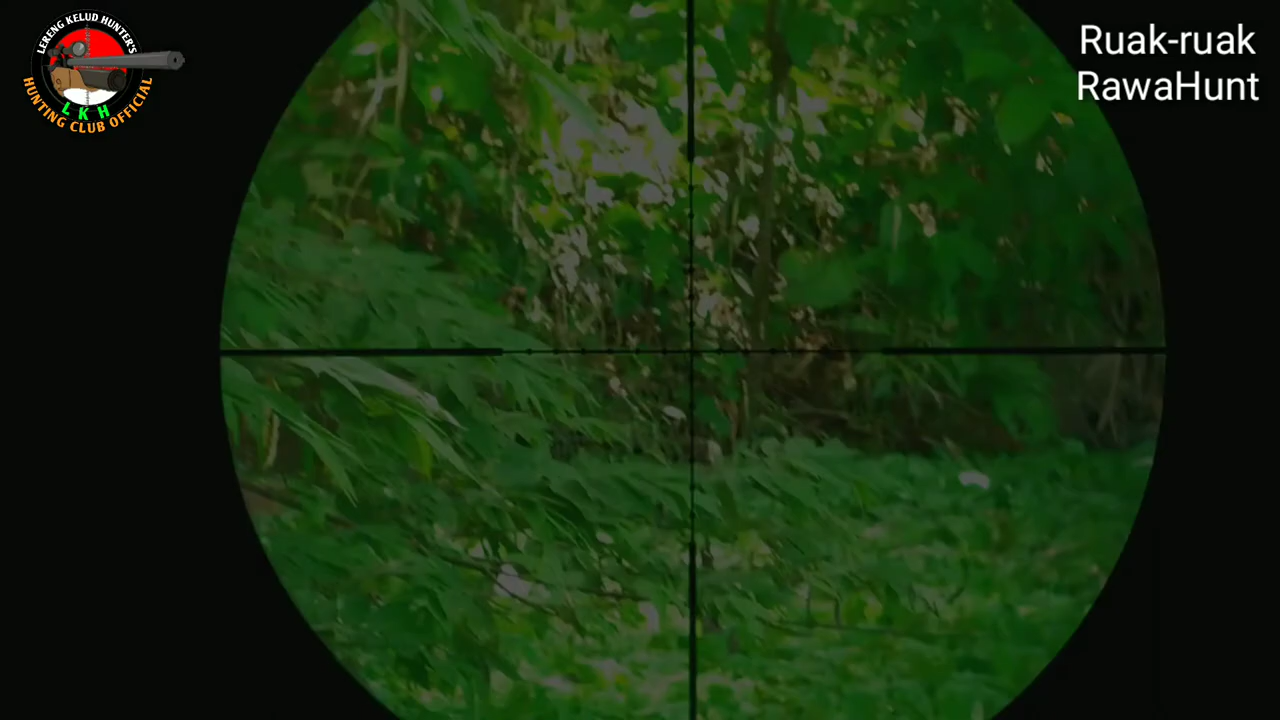 LERENG KELUD HUNTER'S
L K H
HUNTING CLUB OFFICIAL
Ruak-ruak
RawaHunt